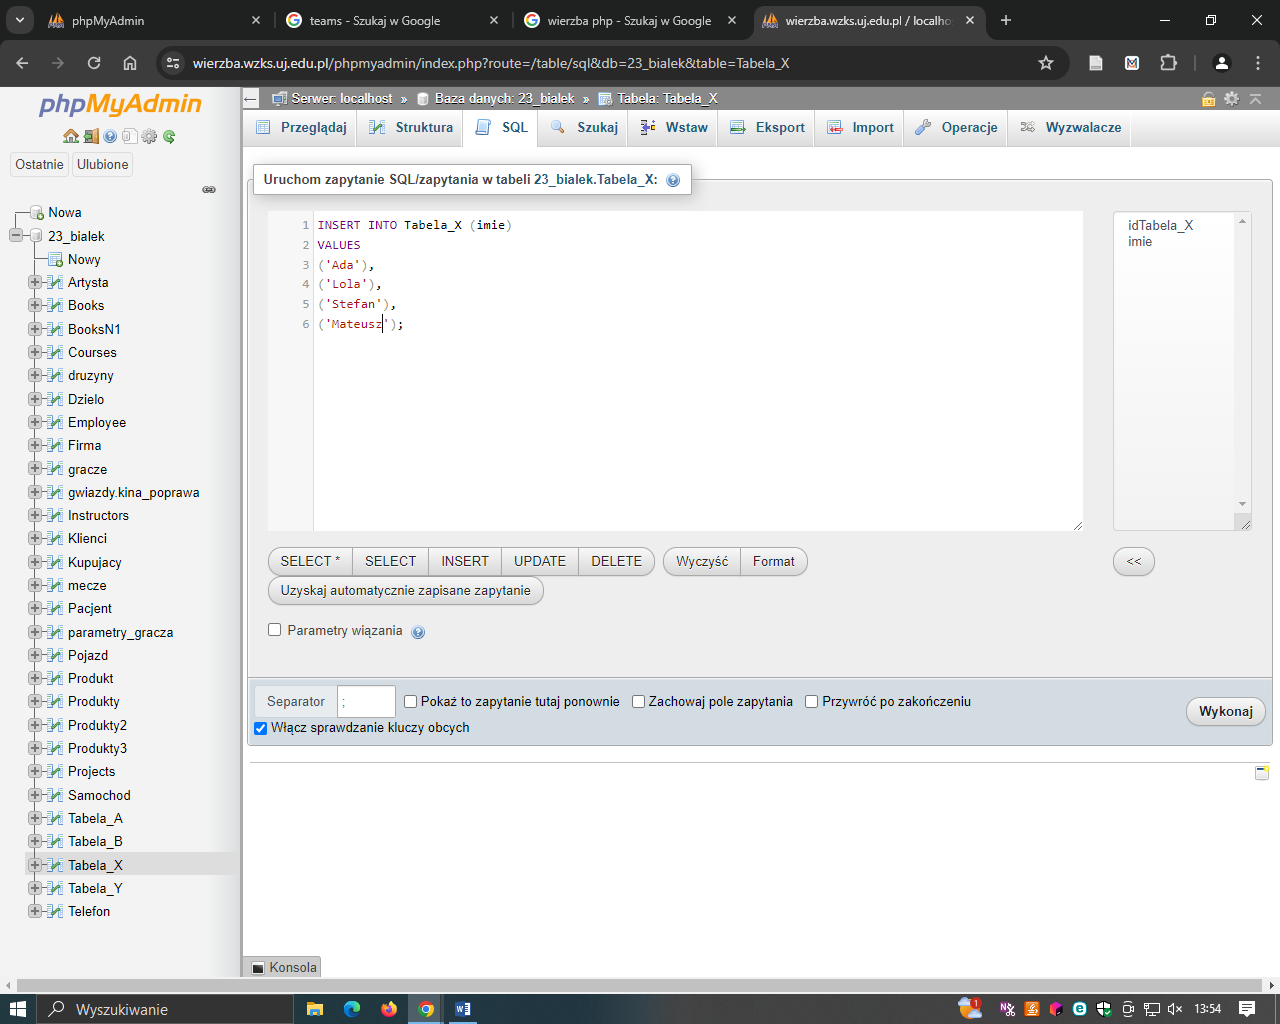 phpMyAdmin
teams - Szukaj w Google
wierzba php - Szukaj w Google
wierzba.wzks.uj.edu.pl / localhos
wierzba.wzks.uj.edu.pl/phpmyadmin/index.php?route=/table/sql&db=23_bialek&table=Tabela_X
phpMyAdmin
Ostatnie
Ulubione
Nowa
23_bialek
Nowy
Artysta
Books
BooksN1
Courses
druzyny
Dzielo
Employee
Firma
gracze
gwiazdy.kina_poprawa
Instructors
Klienci
Kupujacy
mecze
Pacjent
parametry_gracza
Pojazd
Produkt
Produkty
Produkty2
Produkty3
Projects
Samochod
Tabela_A
Tabela_B
Tabela_X
Tabela_Y
Telefon
Serwer: localhost » Baza danych: 23_bialek » Tabela: Tabela_X
Przeglądaj
Struktura
SQL
Szukaj
Wstaw
Eksport
Import
Operacje
Wyzwalacze
Uruchom zapytanie SQL/zapytania w tabeli 23_bialek.Tabela_X:
1 INSERT INTO Tabela_X (imie)
2 VALUES
3 ('Ada'),
4 ('Lola'),
5 ('Stefan'),
6 ('Mateusz');
idTabela_X
imie
SELECT *
SELECT
INSERT
UPDATE
DELETE
Wyczyść
Format
<<
Uzyskaj automatycznie zapisane zapytanie
Parametry wiązania
Separator
;
Pokaż to zapytanie tutaj ponownie
Zachowaj pole zapytania
Przywróć po zakończeniu
Włącz sprawdzanie kluczy obcych
Wykonaj
Konsola
Wyszukiwanie
1
13:54